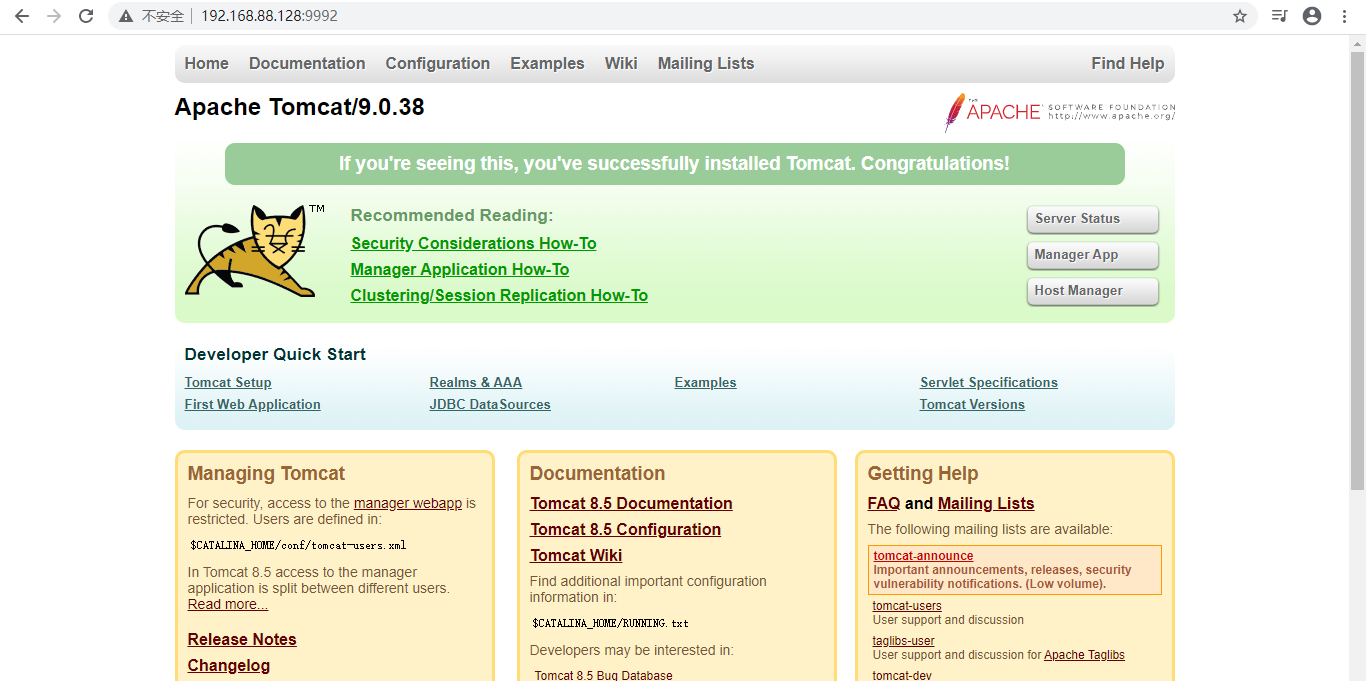 不安全 192.168.88.128:9992
Home Documentation Configuration Examples Wiki Mailing Lists Find Help
Apache Tomcat/9.0.38
THE APACHE SOFTWARE FOUNDATION
http://www.apache.org/
If you're seeing this, you've successfully installed Tomcat. Congratulations!
TM
Recommended Reading:
Security Considerations How-To
Manager Application How-To
Clustering/Session Replication How-To
Server Status
Manager App
Host Manager
Developer Quick Start
Tomcat Setup
First Web Application
Realms & AAA
JDBC DataSources
Examples
Servlet Specifications
Tomcat Versions
Managing Tomcat
For security, access to the manager webapp is
restricted. Users are defined in:
$CATALINA_HOME/conf/tomcat-users.xml
In Tomcat 8.5 access to the manager
application is split between different users.
Read more...
Release Notes
Changelog
Documentation
Tomcat 8.5 Documentation
Tomcat 8.5 Configuration
Tomcat Wiki
Find additional important configuration
information in:
$CATALINA_HOME/RUNNING.txt
Developers may be interested in:
Tomcat 8.5 Bug Database
Getting Help
FAQ and Mailing Lists
The following mailing lists are available:
tomcat-announce
Important announcements, releases, security
vulnerability notifications. (Low volume).
tomcat-users
User support and discussion
taglibs-user
User support and discussion for Apache Taglibs
tomcat-dev